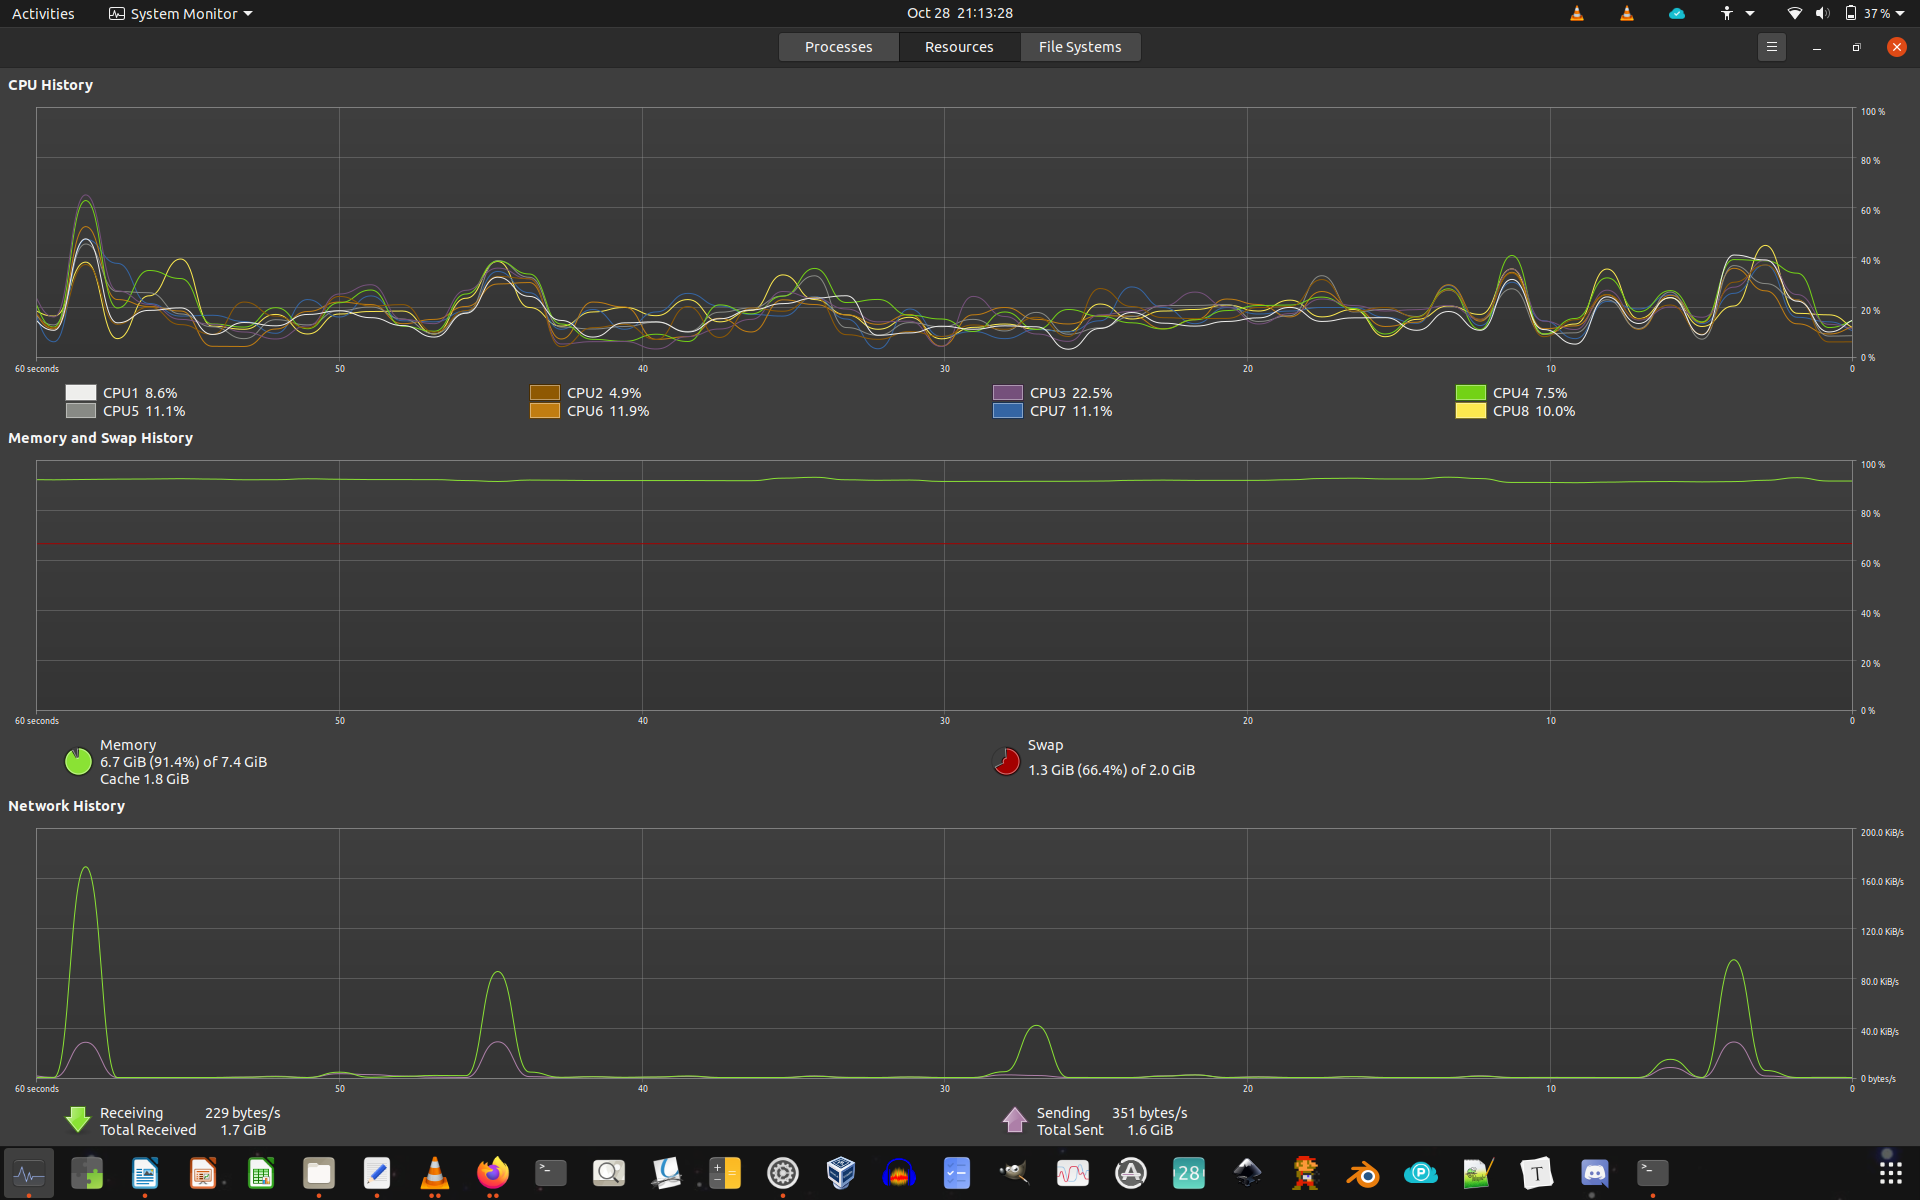 Activities System Monitor Oct 28 21:13:28 37 %
Processes Resources File Systems
CPU History
100 %
80 %
60 %
40 %
20 %
0 %
60 seconds 50 40 30 20 10 0
CPU1 8.6% CPU2 4.9% CPU3 22.5% CPU4 7.5%
CPU5 11.1% CPU6 11.9% CPU7 11.1% CPU8 10.0%
Memory and Swap History
100 %
80 %
60 %
40 %
20 %
0 %
60 seconds 50 40 30 20 10 0
Memory Swap
6.7 GiB (91.4%) of 7.4 GiB 1.3 GiB (66.4%) of 2.0 GiB
Cache 1.8 GiB
Network History
200.0 KiB/s
160.0 KiB/s
120.0 KiB/s
80.0 KiB/s
40.0 KiB/s
0 bytes/s
60 seconds 50 40 30 20 10 0
Receiving 229 bytes/s Sending 351 bytes/s
Total Received 1.7 GiB Total Sent 1.6 GiB
28 T